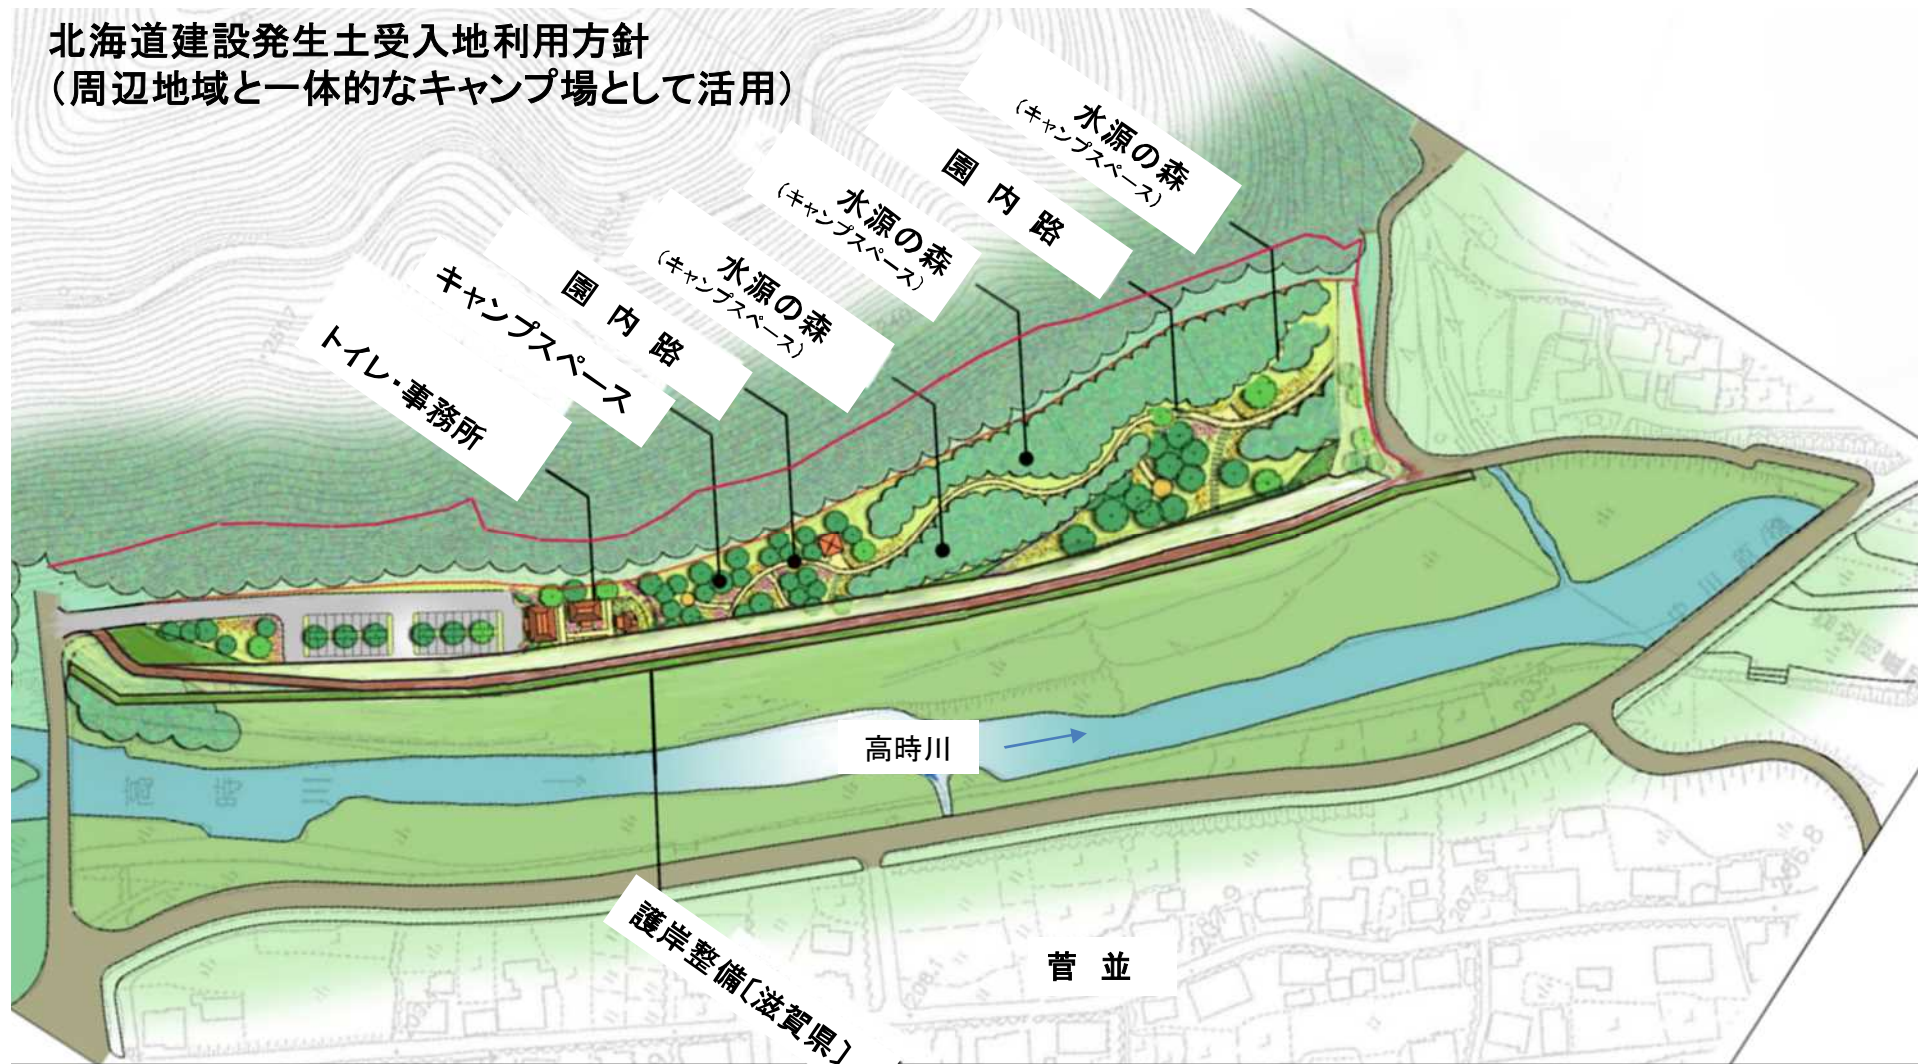 北海道建設発生土受入地利用方針
（周辺地域と一体的なキャンプ場として活用）
水源の森
（キャンプスペース）
園 内 路
水源の森
（キャンプスペース）
水源の森
（キャンプスペース）
園 内 路
キャンプスペース
トイレ・事務所
高時川
高 時 川
護岸整備〔滋賀県〕
菅 並